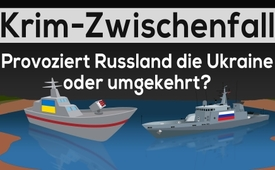 Krim-Zwischenfall
Provoziert Russland die Ukraine
oder umgekehrt?